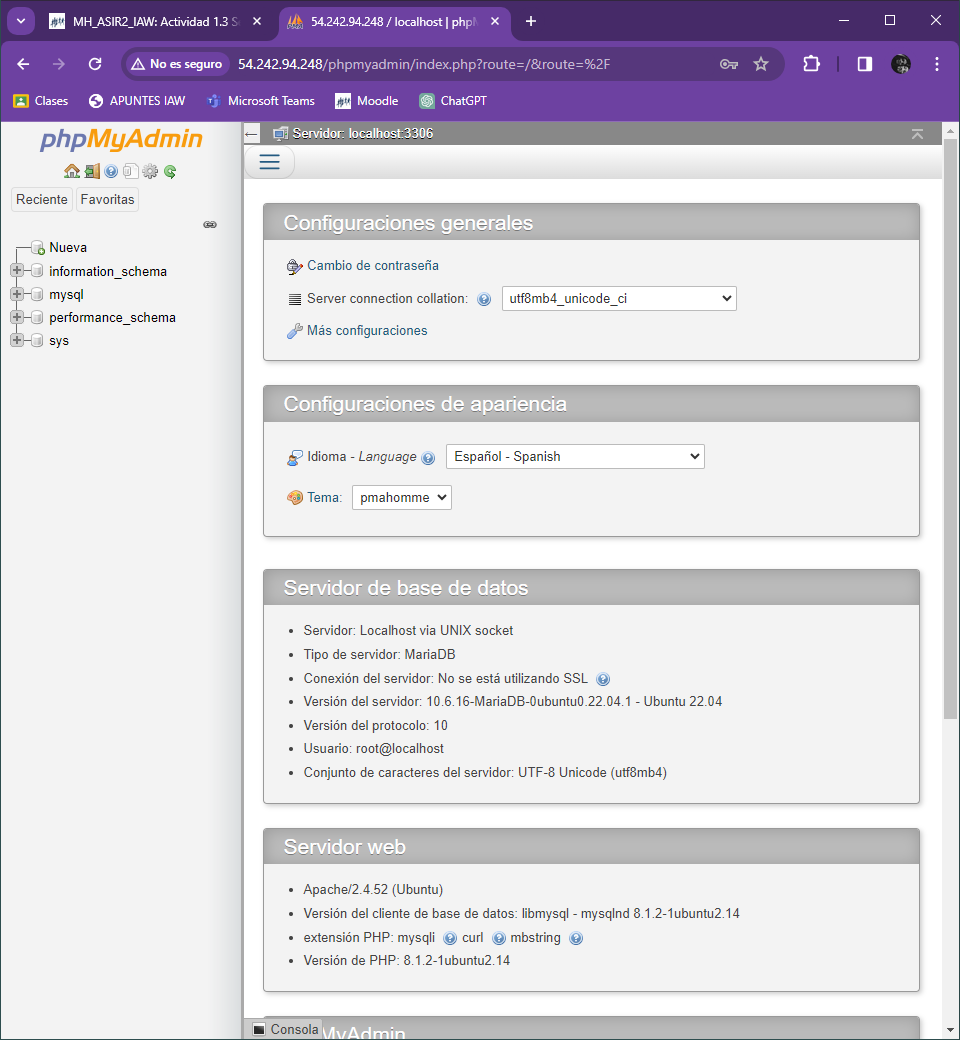 MH_ASIR2_IAW: Actividad 1.3 S
54.242.94.248 / localhost | phpM
No es seguro
54.242.94.248/phpmyadmin/index.php?route=/&route=%2F
Clases
APUNTES IAW
Microsoft Teams
Moodle
ChatGPT
phpMyAdmin
Reciente
Favoritas
Nueva
information_schema
mysql
performance_schema
sys
Servidor: localhost:3306
Configuraciones generales
Cambio de contraseña
Server connection collation:
utf8mb4_unicode_ci
Más configuraciones
Configuraciones de apariencia
Idioma - Language
Español - Spanish
Tema:
pmahomme
Servidor de base de datos
Servidor: Localhost via UNIX socket
Tipo de servidor: MariaDB
Conexión del servidor: No se está utilizando SSL
Versión del servidor: 10.6.16-MariaDB-0ubuntu0.22.04.1 - Ubuntu 22.04
Versión del protocolo: 10
Usuario: root@localhost
Conjunto de caracteres del servidor: UTF-8 Unicode (utf8mb4)
Servidor web
Apache/2.4.52 (Ubuntu)
Versión del cliente de base de datos: libmysql - mysqlnd 8.1.2-1ubuntu2.14
extensión PHP: mysqli curl mbstring
Versión de PHP: 8.1.2-1ubuntu2.14
Consola
MyAdmin